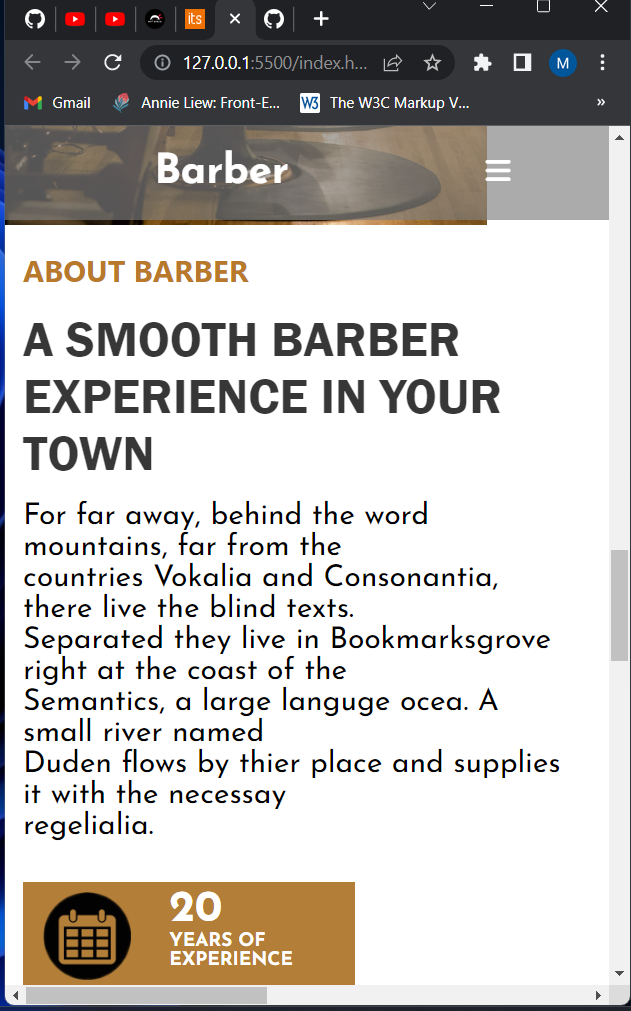 its
127.0.0.1:5500/index.h...
M
Gmail
Annie Liew: Front-E...
W3
The W3C Markup V...
»
Barber
ABOUT BARBER
A SMOOTH BARBER
EXPERIENCE IN YOUR
TOWN
For far away, behind the word
mountains, far from the
countries Vokalia and Consonantia,
there live the blind texts.
Separated they live in Bookmarksgrove
right at the coast of the
Semantics, a large languge ocea. A
small river named
Duden flows by thier place and supplies
it with the necessay
regelialia.
20
YEARS OF
EXPERIENCE